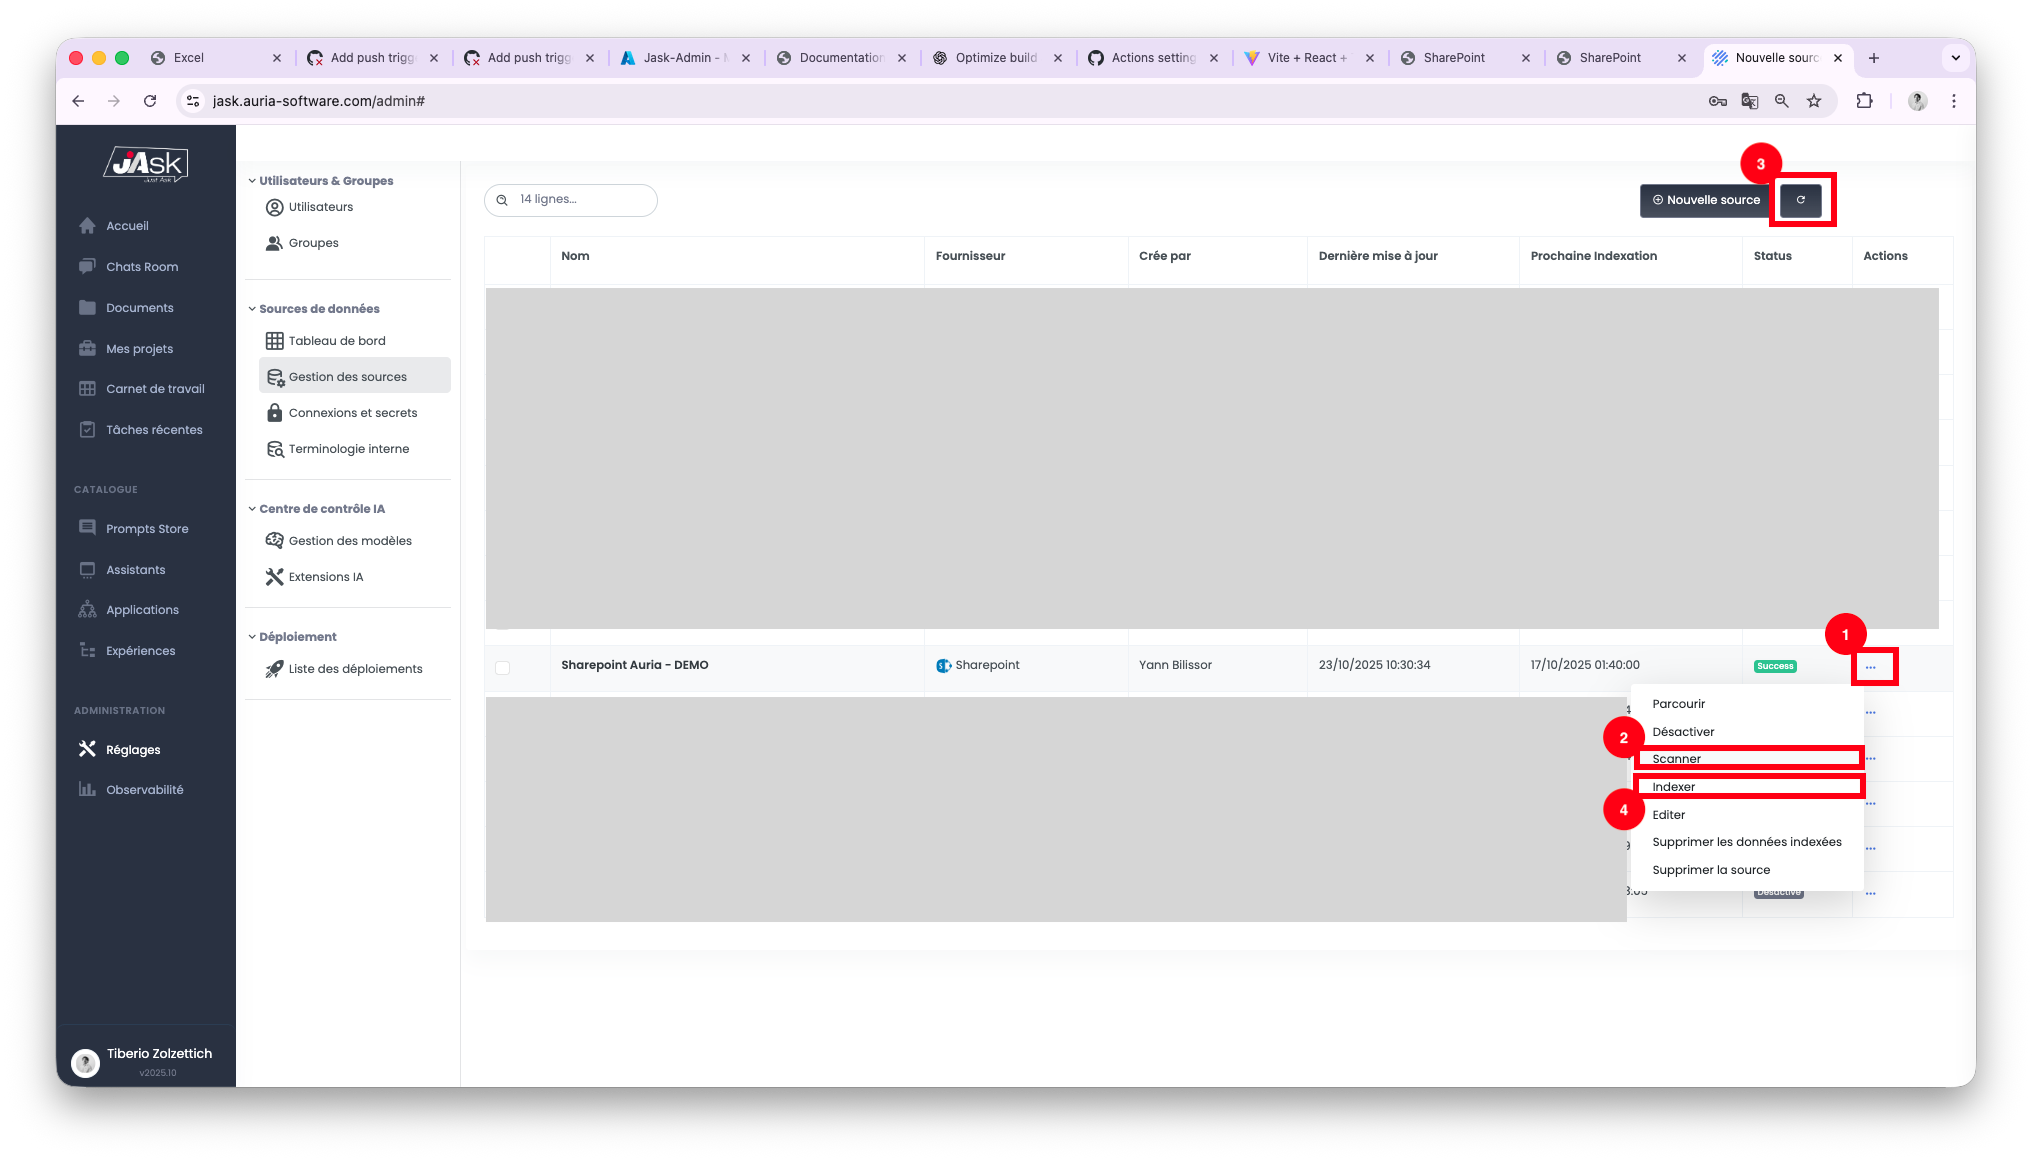 Excel
Add push trigg
Add push trigg
Jask-Admin -
Documentation
Optimize build
Actions setting
Vite + React +
SharePoint
SharePoint
Nouvelle sourc
jask.auria-software.com/admin#
jAsk
Just Ask
Accueil
Chats Room
Documents
Mes projets
Carnet de travail
Tâches récentes
CATALOGUE
Prompts Store
Assistants
Applications
Expériences
ADMINISTRATION
Réglages
Observabilité
Tiberio Zolzettich
v2025.10
Utilisateurs & Groupes
Utilisateurs
Groupes
Sources de données
Tableau de bord
Gestion des sources
Connexions et secrets
Terminologie interne
Centre de contrôle IA
Gestion des modèles
Extensions IA
Déploiement
Liste des déploiements
14 lignes...
3
Nouvelle source
Nom Fournisseur Crée par Dernière mise à jour Prochaine Indexation Status Actions
1
Sharepoint Auria - DEMO Sharepoint Yann Bilissor 23/10/2025 10:30:34 17/10/2025 01:40:00 Success ...
Parcourir
2
Désactiver
Scanner
Indexer
4
Editer
Supprimer les données indexées
Supprimer la source